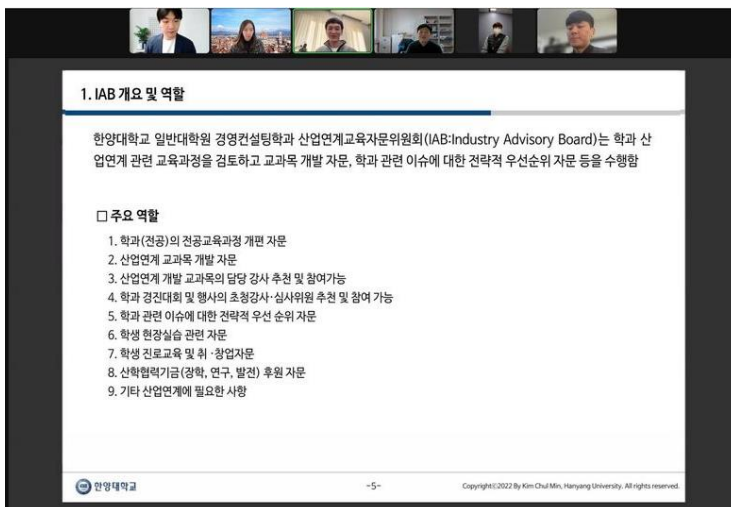 1. IAB 개요 및 역할
한양대학교 일반대학원 경영컨설팅학과 산업연계교육자문위원회(IAB:Industry Advisory Board)는 학과 산
업연계 관련 교육과정을 검토하고 교과목 개발 자문, 학과 관련 이슈에 대한 전략적 우선순위 자문 등을 수행함
□ 주요 역할
1. 학과(전공)의 전공교육과정 개편 자문
2. 산업연계 교과목 개발 자문
3. 산업연계 개발 교과목의 담당 강사 추천 및 참여가능
4. 학과 경진대회 및 행사의 초청강사·심사위원 추천 및 참여 가능
5. 학과 관련 이슈에 대한 전략적 우선 순위 자문
6. 학생 현장실습 관련 자문
7. 학생 진로교육 및 취·창업자문
8. 산학협력기금(장학, 연구, 발전) 후원 자문
9. 기타 산업연계에 필요한 사항
한양대학교
-5-
Copyright©2022 By Kim Chul Min, Hanyang University. All rights reserved.